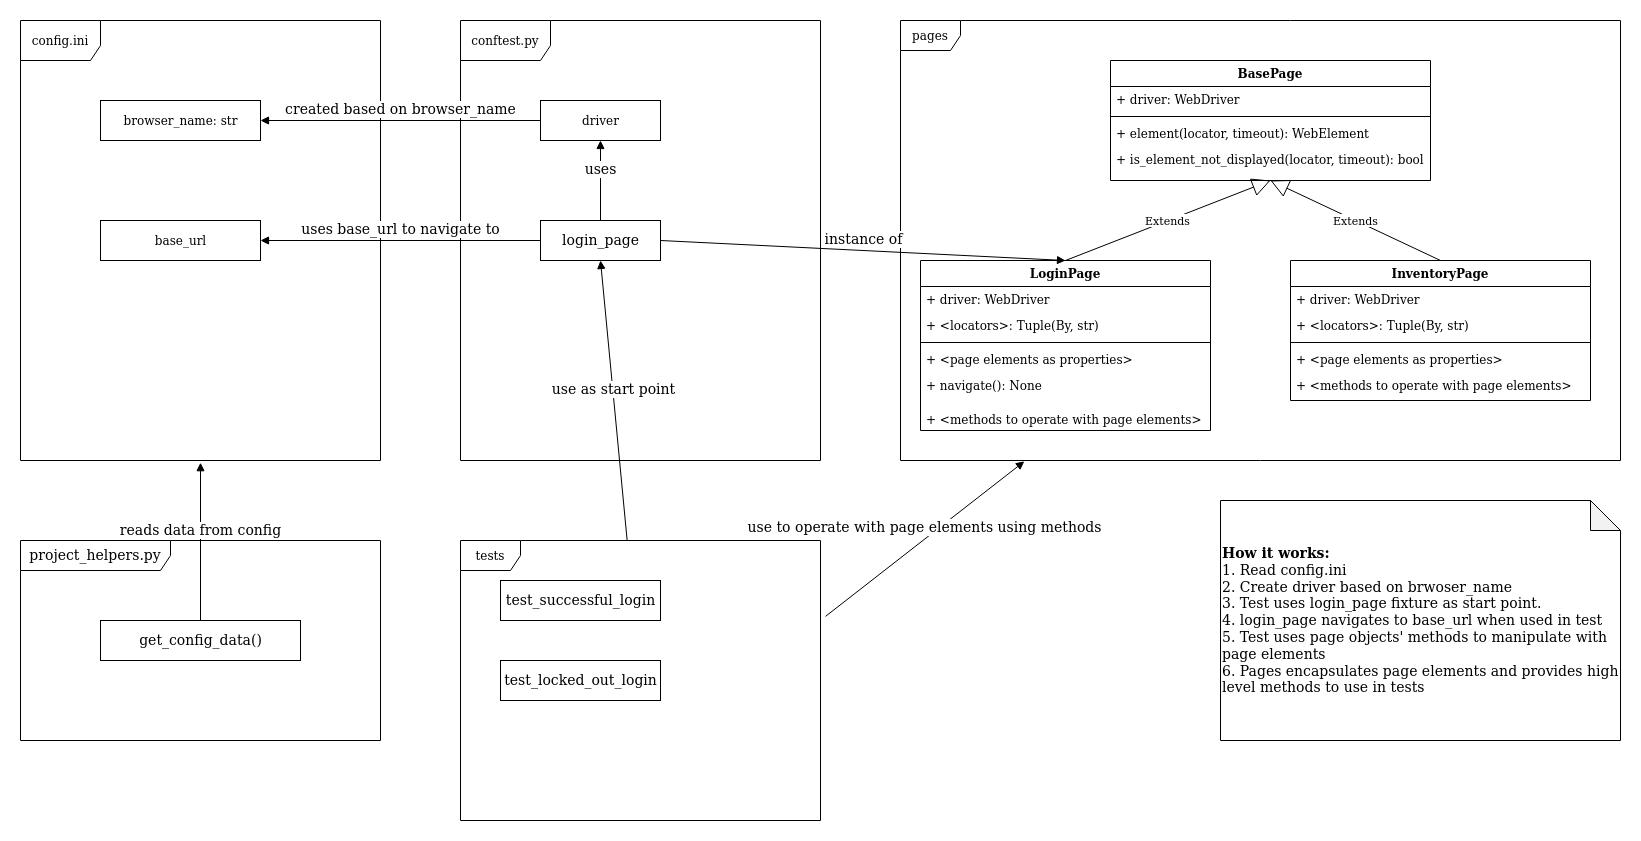 config.ini
browser_name: str
base_url
created based on browser_name
uses base_url to navigate to
conftest.py
driver
uses
login_page
instance of
use as start point
pages
BasePage
+ driver: WebDriver
+ element(locator, timeout): WebElement
+ is_element_not_displayed(locator, timeout): bool
Extends
Extends
LoginPage
+ driver: WebDriver
+ <locators>: Tuple(By, str)
+ <page elements as properties>
+ navigate(): None
+ <methods to operate with page elements>
InventoryPage
+ driver: WebDriver
+ <locators>: Tuple(By, str)
+ <page elements as properties>
+ <methods to operate with page elements>
reads data from config
project_helpers.py
get_config_data()
tests
test_successful_login
test_locked_out_login
use to operate with page elements using methods
How it works:
1. Read config.ini
2. Create driver based on brwoser_name
3. Test uses login_page fixture as start point.
4. login_page navigates to base_url when used in test
5. Test uses page objects' methods to manipulate with
page elements
6. Pages encapsulates page elements and provides high
level methods to use in tests